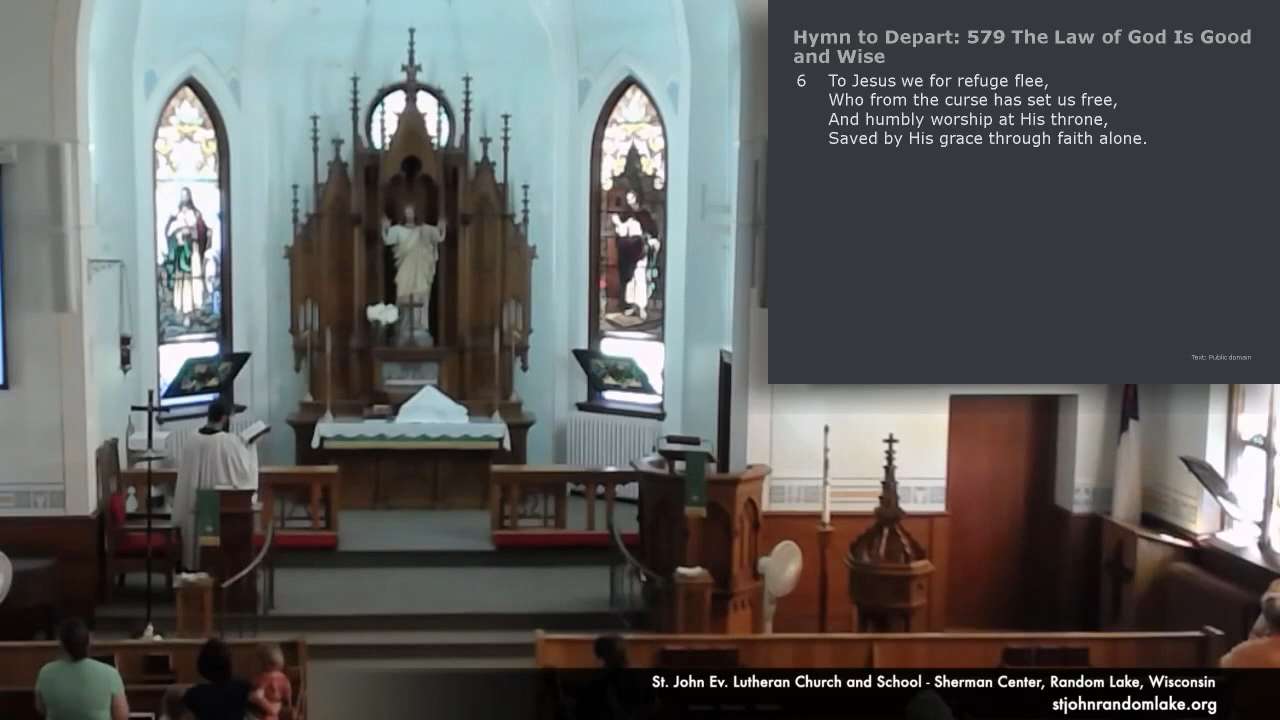 Hymn to Depart: 579 The Law of God Is Good
and Wise
6 To Jesus we for refuge flee,
Who from the curse has set us free,
And humbly worship at His throne,
Saved by His grace through faith alone.
Text: Public domain
St. John Ev. Lutheran Church and School - Sherman Center, Random Lake, Wisconsin
stjohnrandomlake.org